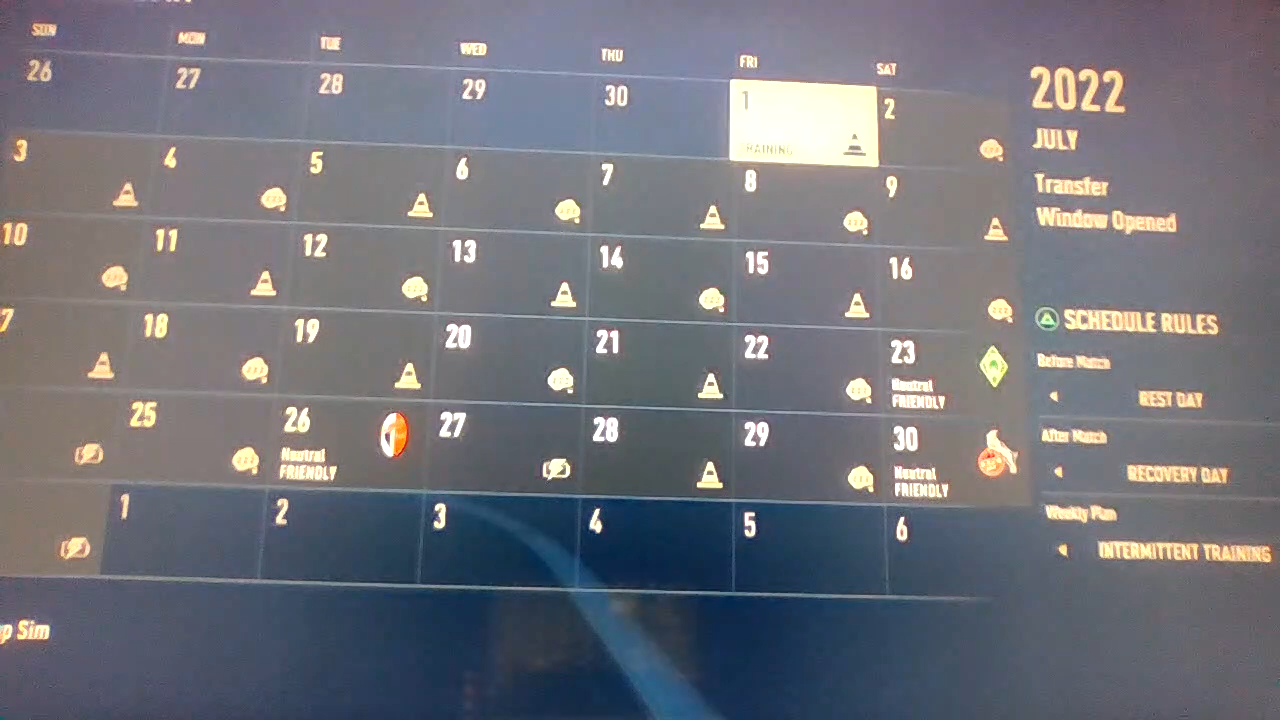 SUN MON TUE WED THU FRI SAT
26 27 28 29 30 1 2
TRAINING
3 4 5 6 7 8 9
10 11 12 13 14 15 16
7 18 19 20 21 22 23
Neutral
FRIENDLY
25 26 27 28 29 30
Neutral
FRIENDLY
Neutral
FRIENDLY
1 2 3 4 5 6
p Sim
2022
JULY
Transfer
Window Opened
SCHEDULE RULES
Before Match
REST DAY
After Match
RECOVERY DAY
Weekly Plan
INTERMITTENT TRAINING